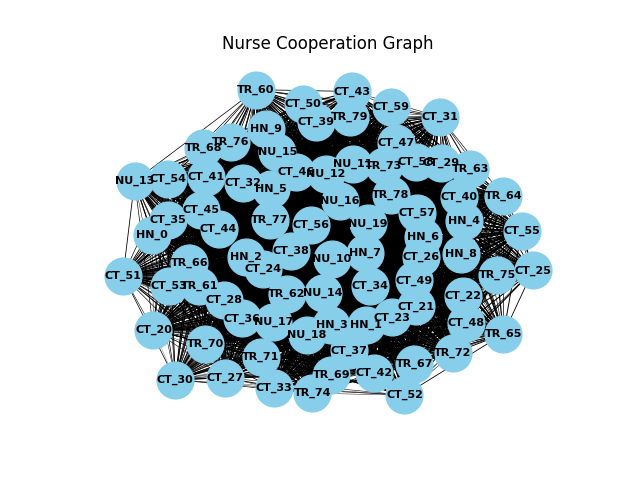 Nurse Cooperation Graph
TR_60
CT_43
CT_50
CT_59
CT_31
TR_79
CT_39
HN_9
TR_76
CT_47
TR_68
NU_15
CT_58
TR_29
NU_11
TR_73
TR_63
NU_12
CT_46
CT_41
CT_54
NU_13
CT_32
HN_5
TR_78
CT_40
TR_64
NU_16
CT_45
CT_57
CT_35
TR_77
HN_4
CT_56
NU_19
CT_44
CT_55
HN_0
HN_6
CT_38
HN_7
HN_8
HN_2
CT_26
NU_10
TR_66
CT_24
CT_25
CT_51
TR_75
CT_49
CT_53
TR_61
CT_34
TR_62
NU_14
CT_22
CT_28
CT_21
CT_23
CT_36
NU_17
HN_3
HN_1
CT_48
CT_20
NU_18
TR_65
TR_70
CT_37
TR_72
TR_71
TR_67
CT_42
TR_69
CT_27
CT_30
CT_33
TR_74
CT_52